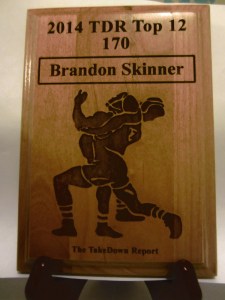 2014 TDR Top 12
170
Brandon Skinner
The TakeDown Report